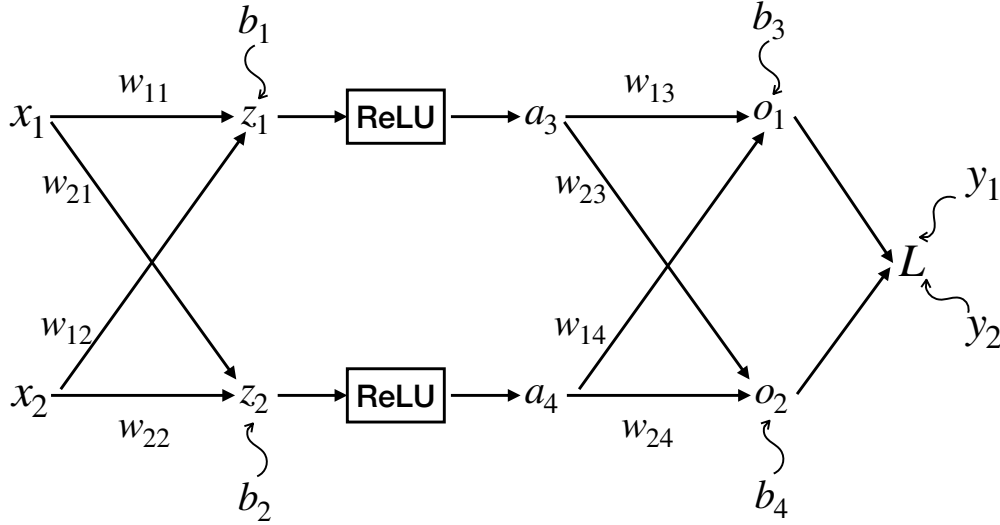 b₁
b₃
w₁₁
w₁₃
x₁
z₁
ReLU
a₃
o₁
w₂₁
w₂₃
y₁
L
w₁₂
w₁₄
y₂
x₂
z₂
ReLU
a₄
o₂
w₂₂
w₂₄
b₂
b₄